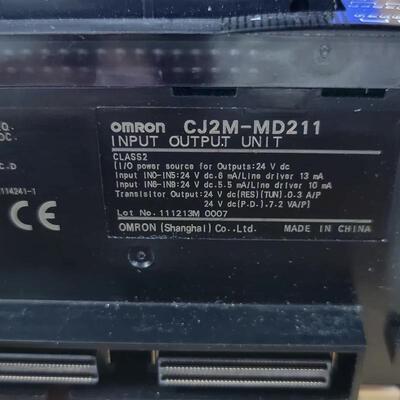 OMRON CJ2M-MD211
INPUT OUTPUT UNIT
CLASS2
(I/O power source for Outputs:24 V dc
Input IN0-IN5:24 V dc.6 mA/Line driver 13 mA
Input IN6-IN9:24 V dc.5.5 mA/Line driver 10 mA
Transistor Output:24 V dc(RES)(TUN).0.3 A/P
24 V dc(P.D.).7.2 VA/P)
Lot No.111213M 0007
OMRON (Shanghai) Co.,Ltd. MADE IN CHINA
Q.
DC.
C.D
1114241-1
CE